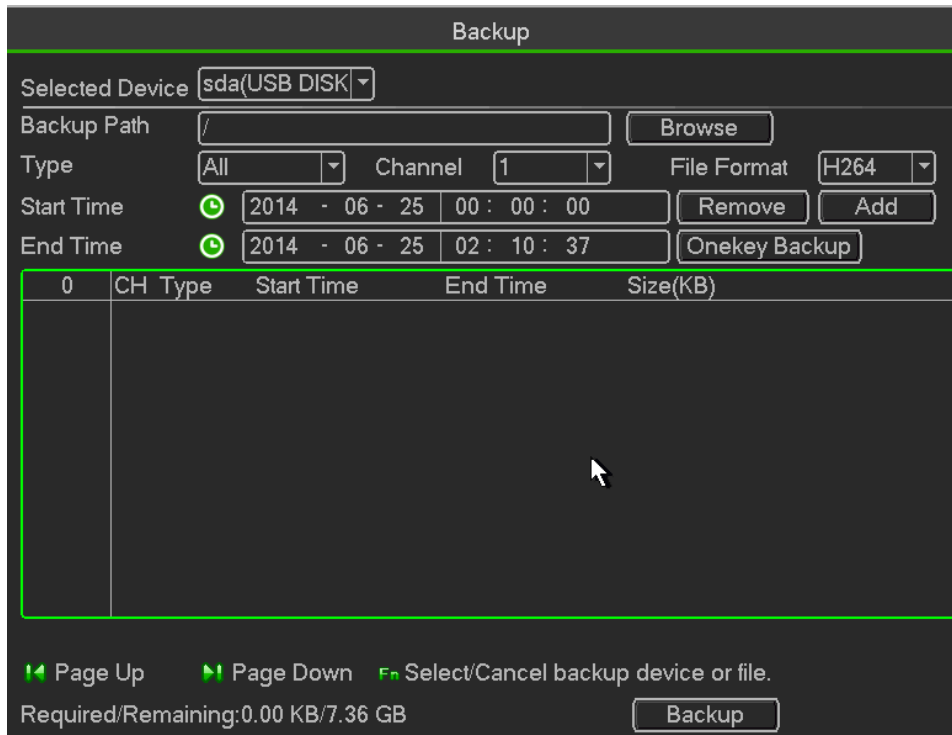 Backup
Selected Device sda(USB DISK
Backup Path / Browse
Type All Channel 1 File Format H264
Start Time 2014 - 06 - 25 00 : 00 : 00 Remove Add
End Time 2014 - 06 - 25 02 : 10 : 37 Onekey Backup
0 CH Type Start Time End Time Size(KB)
Page Up Page Down Fn Select/Cancel backup device or file.
Required/Remaining:0.00 KB/7.36 GB Backup